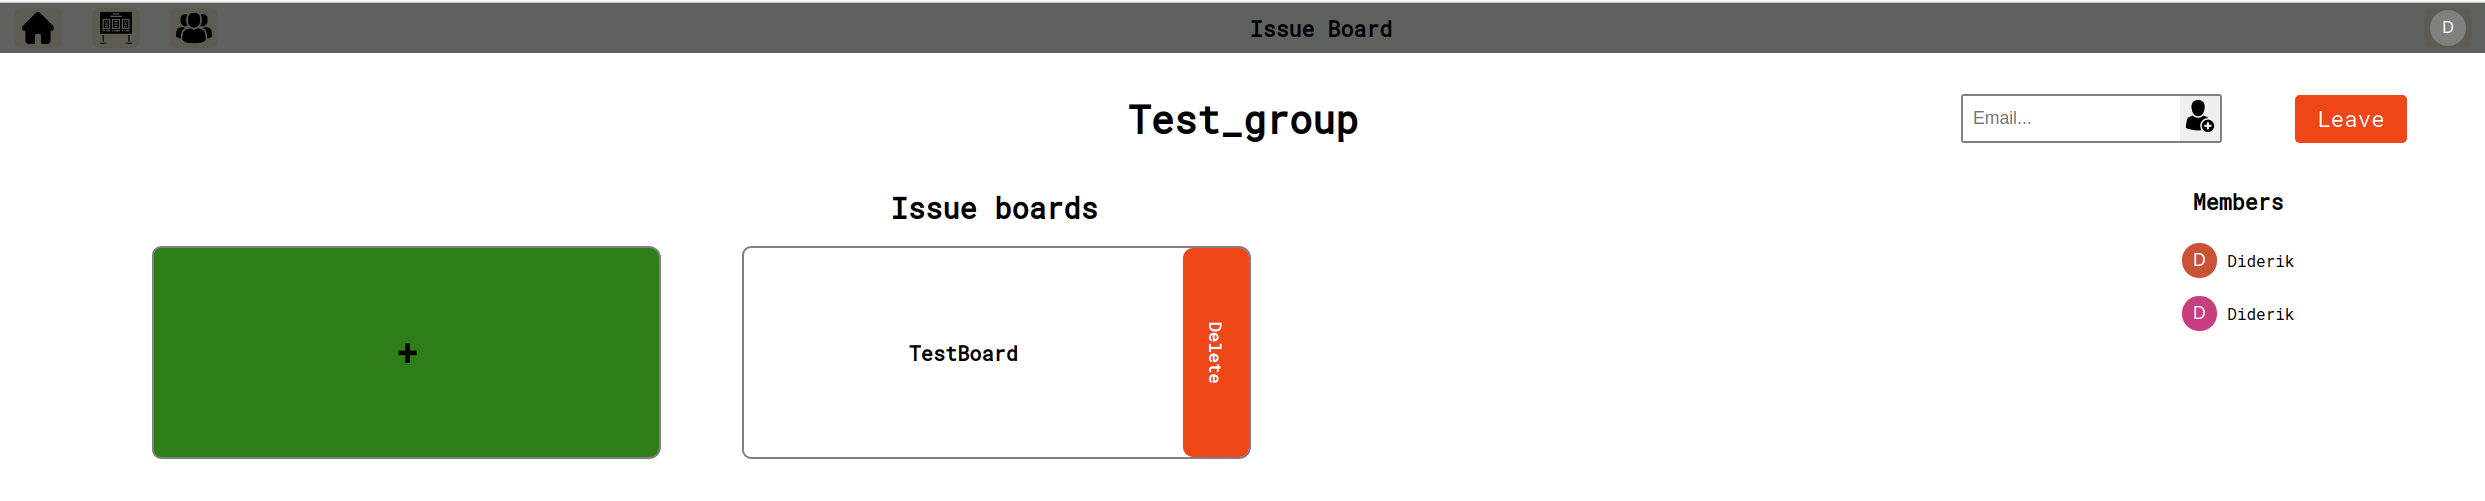 Issue Board
D
Test_group
Email...
Leave
Issue boards
+
TestBoard
Delete
Members
D Diderik
D Diderik